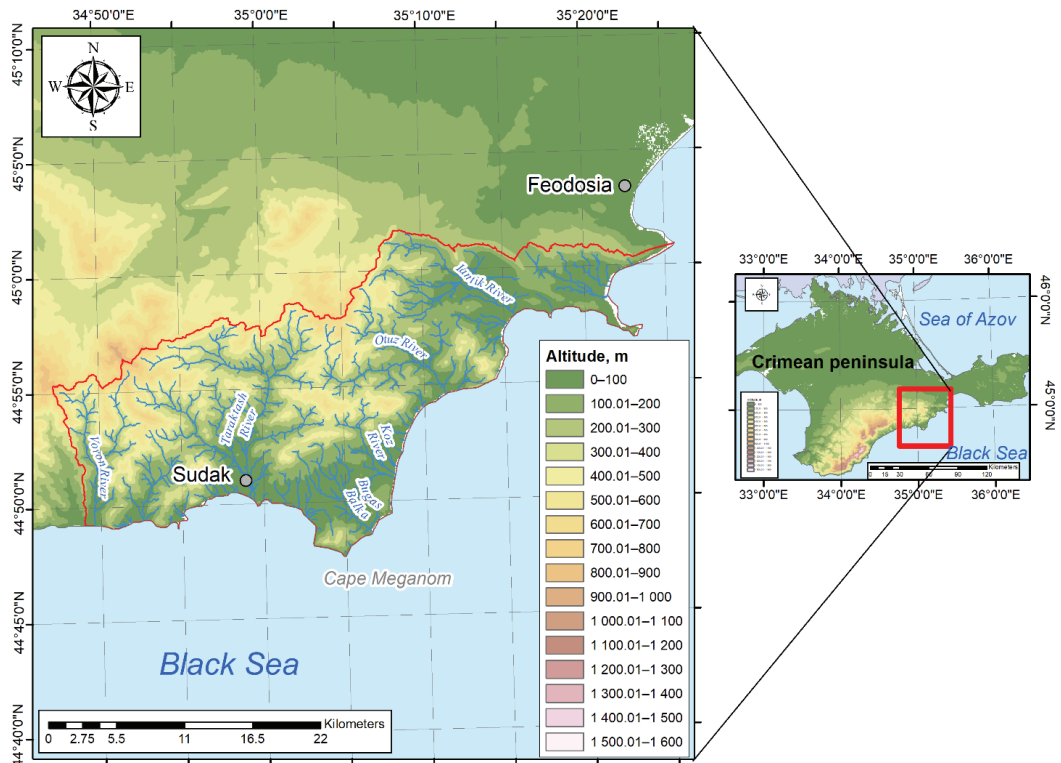 34°50'0"E 35°0'0"E 35°10'0"E 35°20'0"E
45°10'0"N
45°5'0"N
45°0'0"N
44°55'0"N
44°50'0"N
44°45'0"N
44°40'0"N
N
W E
S
Feodosia
Otuz River
Taraktash
River
Voron River
Koz
River
Sudak
Bugas
Balka
Cape Meganom
Black Sea
Kilometers
0 2.75 5.5 11 16.5 22
Altitude, m
0–100
100.01–200
200.01–300
300.01–400
400.01–500
500.01–600
600.01–700
700.01–800
800.01–900
900.01–1 000
1 000.01–1 100
1 100.01–1 200
1 200.01–1 300
1 300.01–1 400
1 400.01–1 500
1 500.01–1 600
33°0'0"E 34°0'0"E 35°0'0"E 36°0'0"E
46°0'0"N
45°0'0"N
Sea of Azov
Crimean peninsula
Black Sea
Kilometers
0 15 30 60 90 120
33°0'0"E 34°0'0"E 35°0'0"E 36°0'0"E